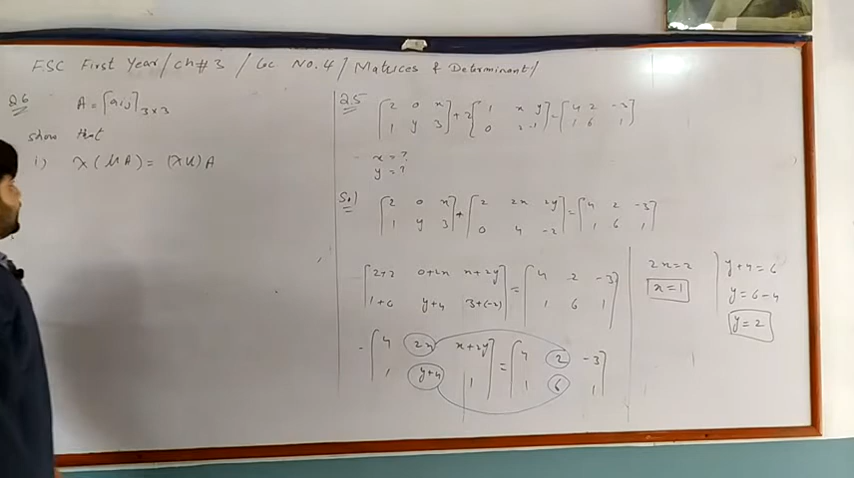 FSC First Year/ch#3 / Lec No.4 / Matrices & Determinant/
Q6 A = [aij]3x3
show that
i) λ(μA) = (λμ)A
Q.5 [2 0 x] + 2[1 x y] = [4 2 -3]
[1 y 3] [0 2 -1] [1 6 1]
x = ?
y = ?
Sol [2 0 x] + [2 2x 2y] = [4 2 -3]
[1 y 3] [0 4 -2] [1 6 1]
[2+2 0+2x x+2y] = [4 2 -3]
[1+0 y+4 3+(-2)] [1 6 1]
[4 2x x+2y] = [4 2 -3]
[1 y+4 1] [1 6 1]
2x=2
x=1
y+4=6
y=6-4
y=2